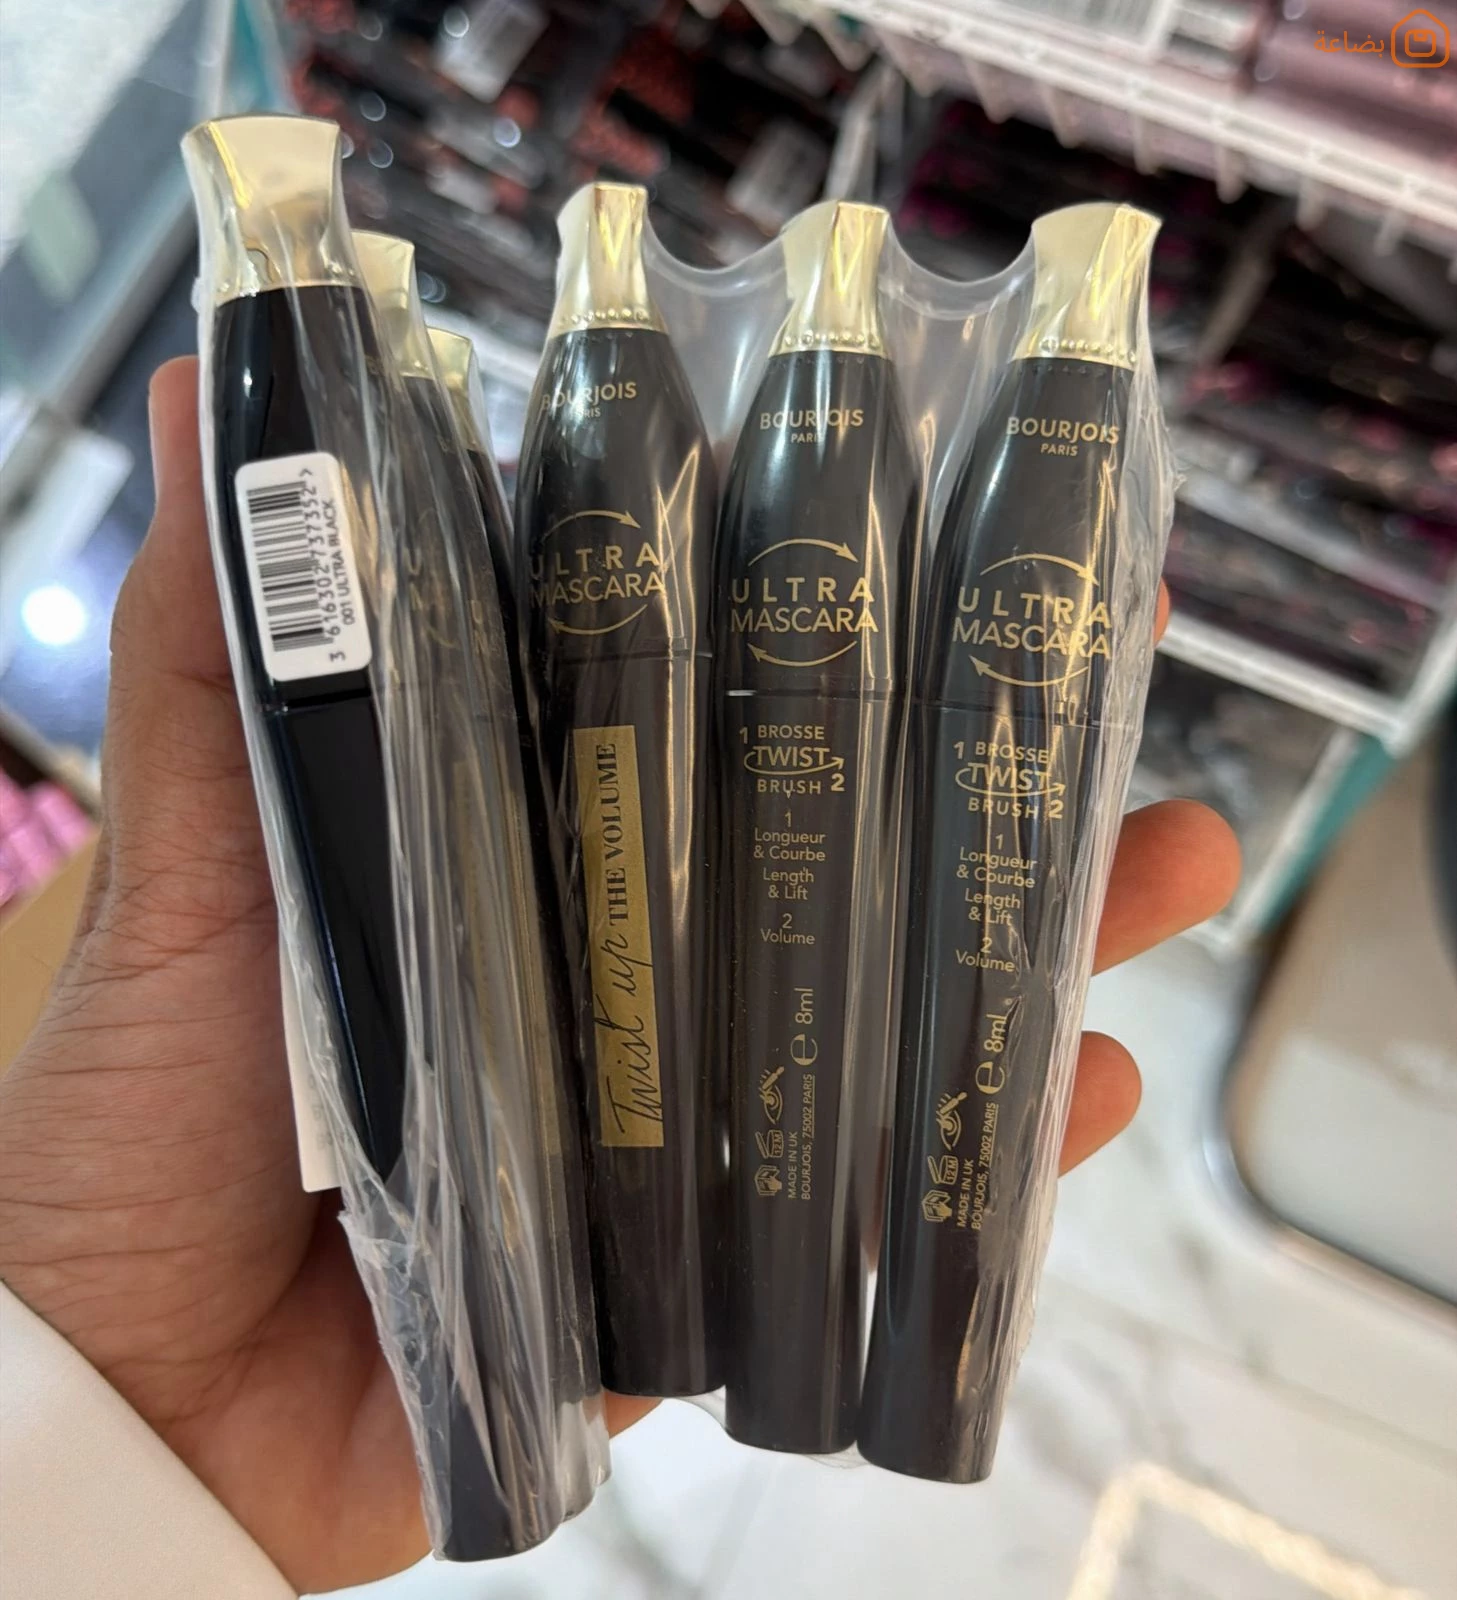 بضاعة
3 616302 737352 >
001 ULTRA BLACK
BOURJOIS
PARIS
ULTRA
MASCARA
Twist up THE VOLUME
BOURJOIS
PARIS
ULTRA
MASCARA
1 BROSSE
TWIST
BRUSH 2
1
Longueur
& Courbe
Length
& Lift
2
Volume
e 8ml
12M
MADE IN UK
BOURJOIS, 75002 PARIS
BOURJOIS
PARIS
ULTRA
MASCARA
1 BROSSE
TWIST
BRUSH 2
1
Longueur
& Courbe
Length
& Lift
2
Volume
e 8ml
12M
MADE IN UK
BOURJOIS, 75002 PARIS